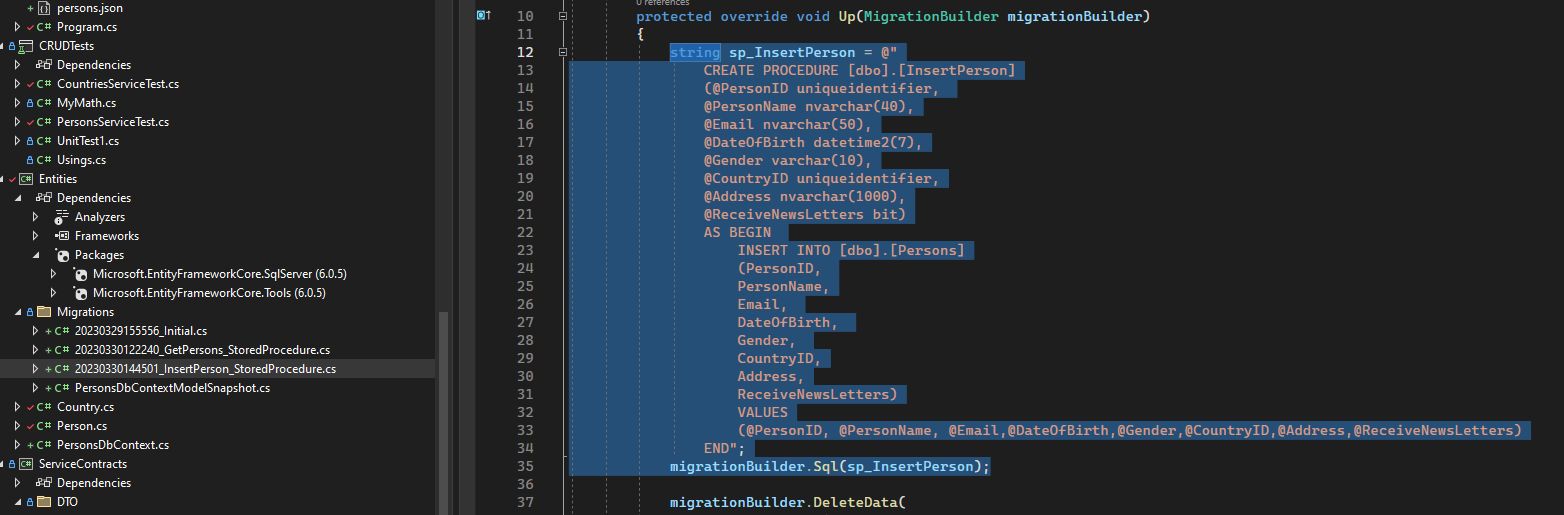 persons.json
C# Program.cs
CRUDTests
Dependencies
C# CountriesServiceTest.cs
C# MyMath.cs
C# PersonsServiceTest.cs
C# UnitTest1.cs
C# Usings.cs
Entities
Dependencies
Analyzers
Frameworks
Packages
Microsoft.EntityFrameworkCore.SqlServer (6.0.5)
Microsoft.EntityFrameworkCore.Tools (6.0.5)
Migrations
C# 20230329155556_Initial.cs
C# 20230330122240_GetPersons_StoredProcedure.cs
C# 20230330144501_InsertPerson_StoredProcedure.cs
C# PersonsDbContextModelSnapshot.cs
C# Country.cs
C# Person.cs
C# PersonsDbContext.cs
ServiceContracts
Dependencies
DTO
0 references
10 protected override void Up(MigrationBuilder migrationBuilder)
11 {
12 string sp_InsertPerson = @"
13 CREATE PROCEDURE [dbo].[InsertPerson]
14 (@PersonID uniqueidentifier,
15 @PersonName nvarchar(40),
16 @Email nvarchar(50),
17 @DateOfBirth datetime2(7),
18 @Gender varchar(10),
19 @CountryID uniqueidentifier,
20 @Address nvarchar(1000),
21 @ReceiveNewsLetters bit)
22 AS BEGIN
23 INSERT INTO [dbo].[Persons]
24 (PersonID,
25 PersonName,
26 Email,
27 DateOfBirth,
28 Gender,
29 CountryID,
30 Address,
31 ReceiveNewsLetters)
32 VALUES
33 (@PersonID, @PersonName, @Email,@DateOfBirth,@Gender,@CountryID,@Address,@ReceiveNewsLetters)
34 END";
35 migrationBuilder.Sql(sp_InsertPerson);
36
37 migrationBuilder.DeleteData(